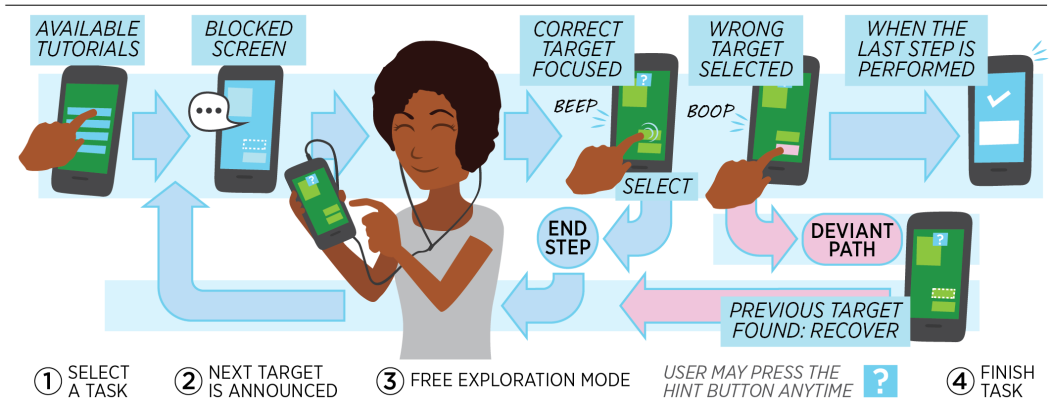 AVAILABLE
TUTORIALS
BLOCKED
SCREEN
CORRECT
TARGET
FOCUSED
BEEP
SELECT
WRONG
TARGET
SELECTED
BOOP
WHEN THE
LAST STEP IS
PERFORMED
END
STEP
DEVIANT
PATH
?
?
?
?
PREVIOUS TARGET
FOUND: RECOVER
1 SELECT
A TASK
2 NEXT TARGET
IS ANNOUNCED
3 FREE EXPLORATION MODE
USER MAY PRESS THE
HINT BUTTON ANYTIME ?
4 FINISH
TASK